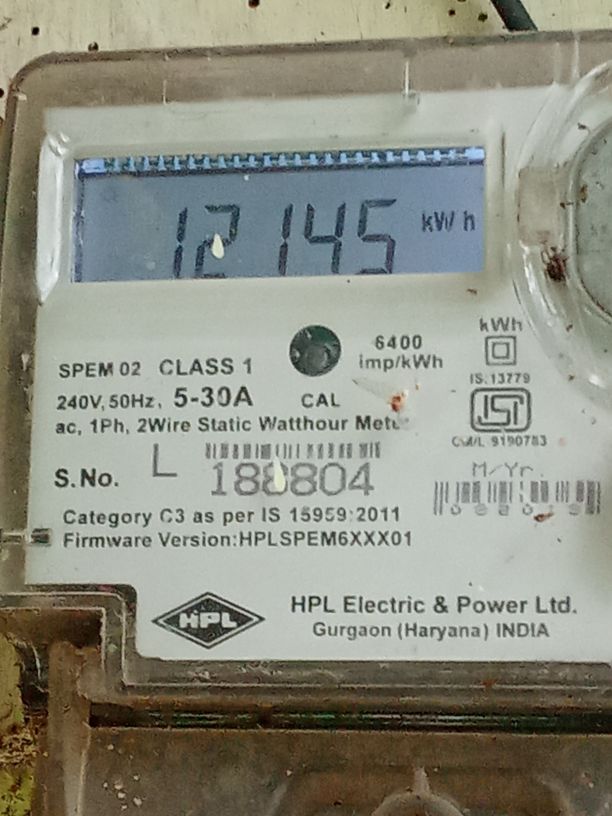 12145 kWh
6400
imp/kWh
kWh
SPEM 02 CLASS 1
IS:13779
240V, 50Hz, 5-30A CAL
ac, 1Ph, 2Wire Static Watthour
CM/L 9190783
S.No. L 188804
M/Yr.
Category C3 as per IS 15959:2011
Firmware Version:HPLSPEM6XXX01
HPL
HPL Electric & Power Ltd.
Gurgaon (Haryana) INDIA